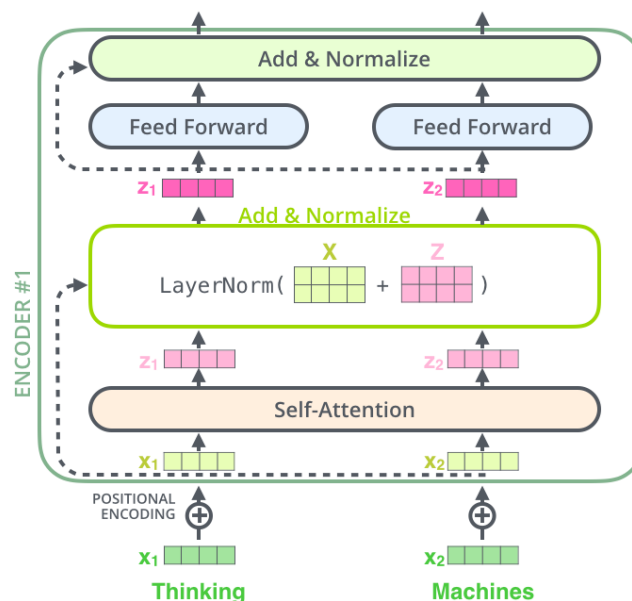 Add & Normalize
Feed Forward
Feed Forward
z1
z2
Add & Normalize
X
Z
LayerNorm( + )
ENCODER #1
z1
z2
Self-Attention
x1
x2
POSITIONAL
ENCODING
x1
x2
Thinking
Machines